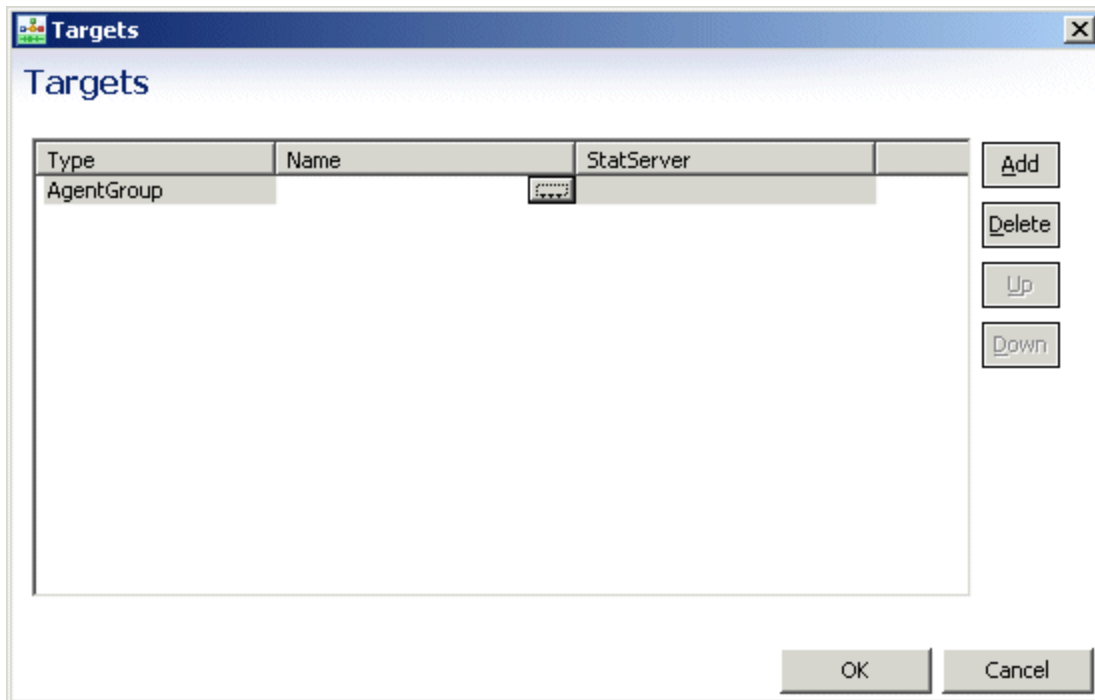 Targets
Targets
Type Name StatServer
AgentGroup ...
Add
Delete
Up
Down
OK Cancel